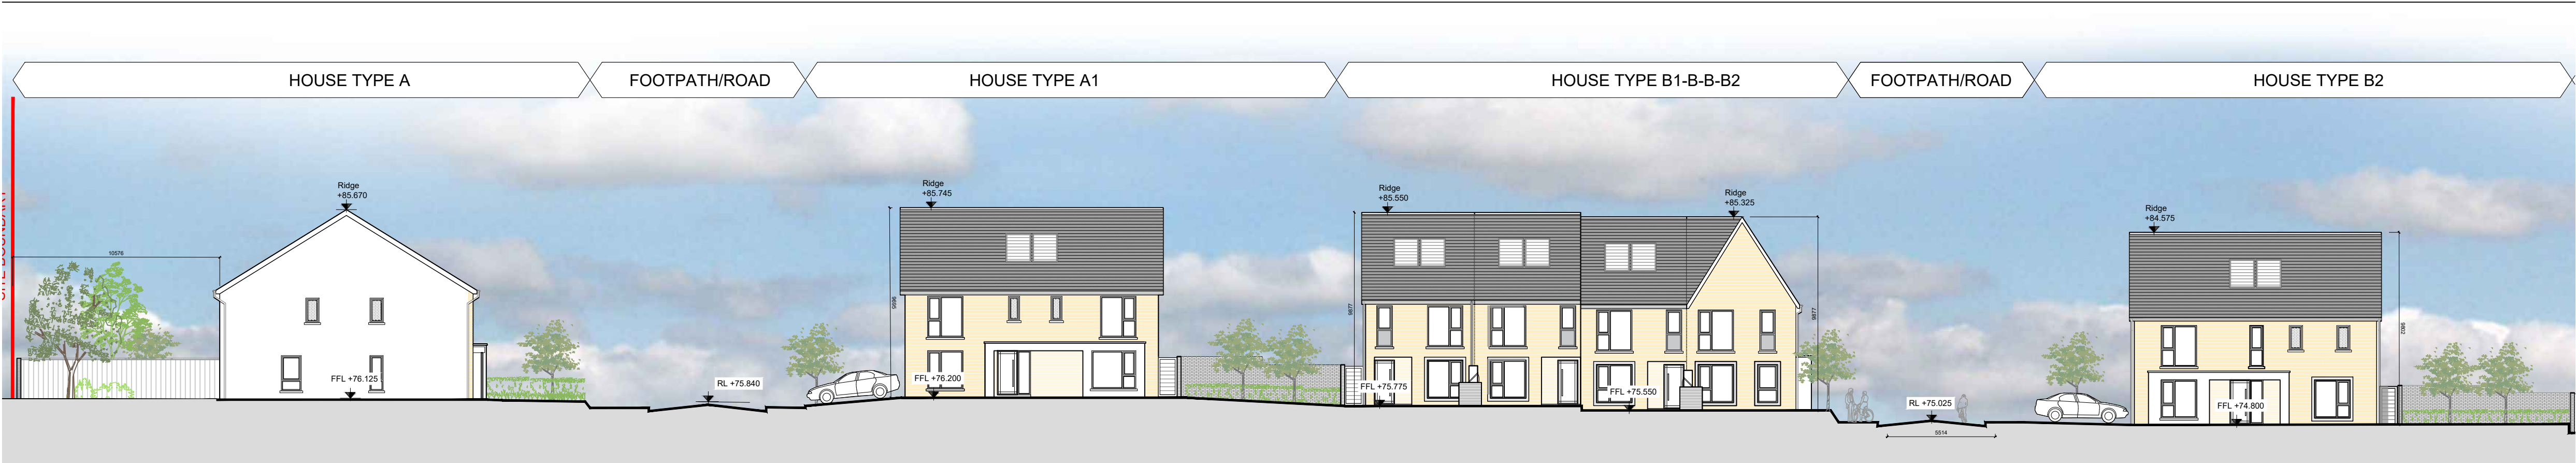 HOUSE TYPE A
FOOTPATH/ROAD
HOUSE TYPE A1
HOUSE TYPE B1-B-B-B2
FOOTPATH/ROAD
HOUSE TYPE B2
Ridge
+85.670
Ridge
+85.745
Ridge
+85.550
Ridge
+85.325
Ridge
+84.575
10576
9877
9877
FFL +76.125
RL +75.840
FFL +76.200
FFL +75.775
FFL +75.550
RL +75.025
FFL +74.800
5514